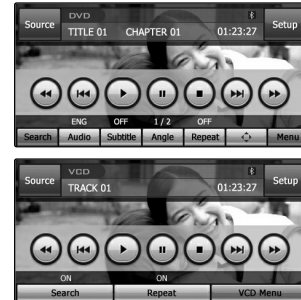 DVD
Source TITLE 01 CHAPTER 01 01:23:27 Setup
ENG OFF 1 / 2 OFF
Search Audio Subtitle Angle Repeat Menu
VCD
Source TRACK 01 01:23:27 Setup
ON ON
Search Repeat VCD Menu